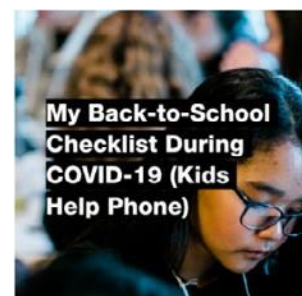 My Back-to-School
Checklist During
COVID-19 (Kids
Help Phone)